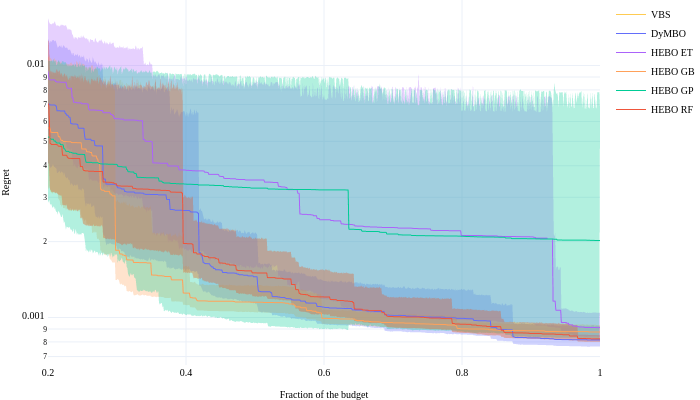 VBS
DyMBO
HEBO ET
HEBO GB
HEBO GP
HEBO RF
0.01
9
8
7
6
5
4
3
2
0.001
9
8
7
Regret
0.2
0.4
0.6
0.8
1
Fraction of the budget